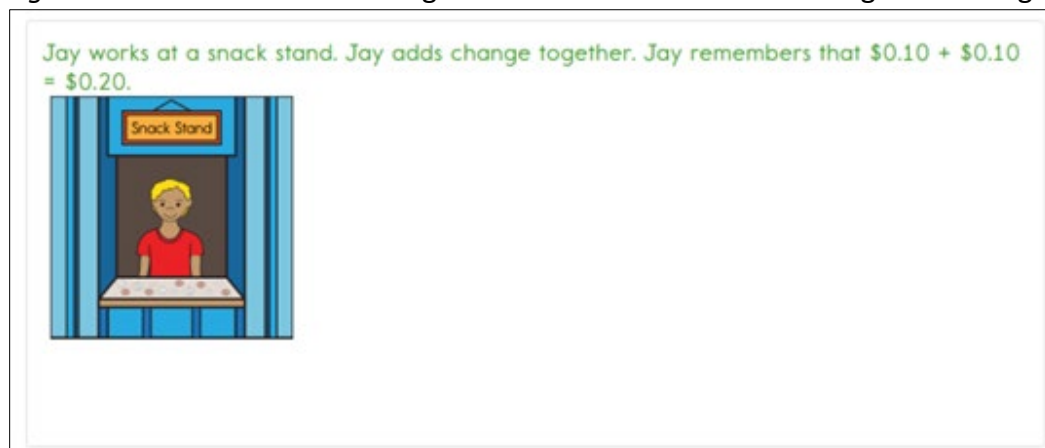 Jay works at a snack stand. Jay adds change together. Jay remembers that $0.10 + $0.10
= $0.20.
Snack Stand